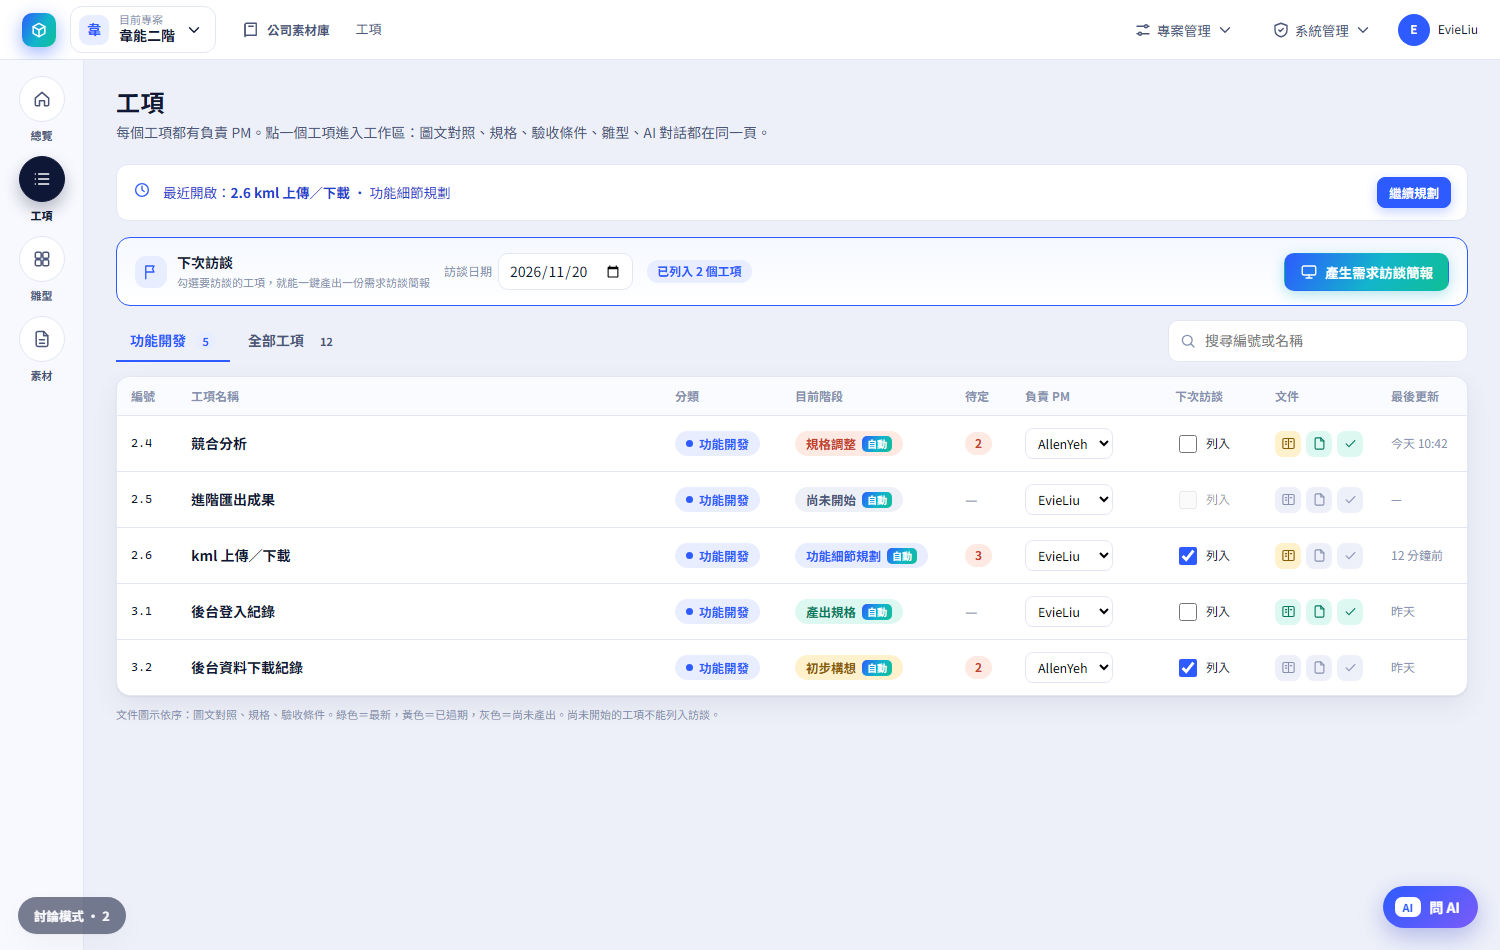 韋
目前專案
韋能二階
公司素材庫
工項
專案管理
系統管理
E
EvieLiu
總覽
工項
雛型
素材
工項
每個工項都有負責 PM。點一個工項進入工作區：圖文對照、規格、驗收條件、雛型、AI 對話都在同一頁。
最近開啟：2.6 kml 上傳／下載 · 功能細節規劃
繼續規劃
下次訪談
勾選要訪談的工項，就能一鍵產出一份需求訪談簡報
訪談日期
2026/11/20
已列入 2 個工項
產生需求訪談簡報
功能開發 5
全部工項 12
搜尋編號或名稱
編號 工項名稱 分類 目前階段 待定 負責 PM 下次訪談 文件 最後更新
2.4 競合分析 功能開發 規格調整 自動 2 AllenYeh 列入 今天 10:42
2.5 進階匯出成果 功能開發 尚未開始 自動 — EvieLiu 列入 —
2.6 kml 上傳／下載 功能開發 功能細節規劃 自動 3 EvieLiu 列入 12 分鐘前
3.1 後台登入紀錄 功能開發 產出規格 自動 — EvieLiu 列入 昨天
3.2 後台資料下載紀錄 功能開發 初步構想 自動 2 AllenYeh 列入 昨天
文件圖示依序：圖文對照、規格、驗收條件。綠色＝最新，黃色＝已過期，灰色＝尚未產出。尚未開始的工項不能列入訪談。
討論模式 · 2
AI 問 AI